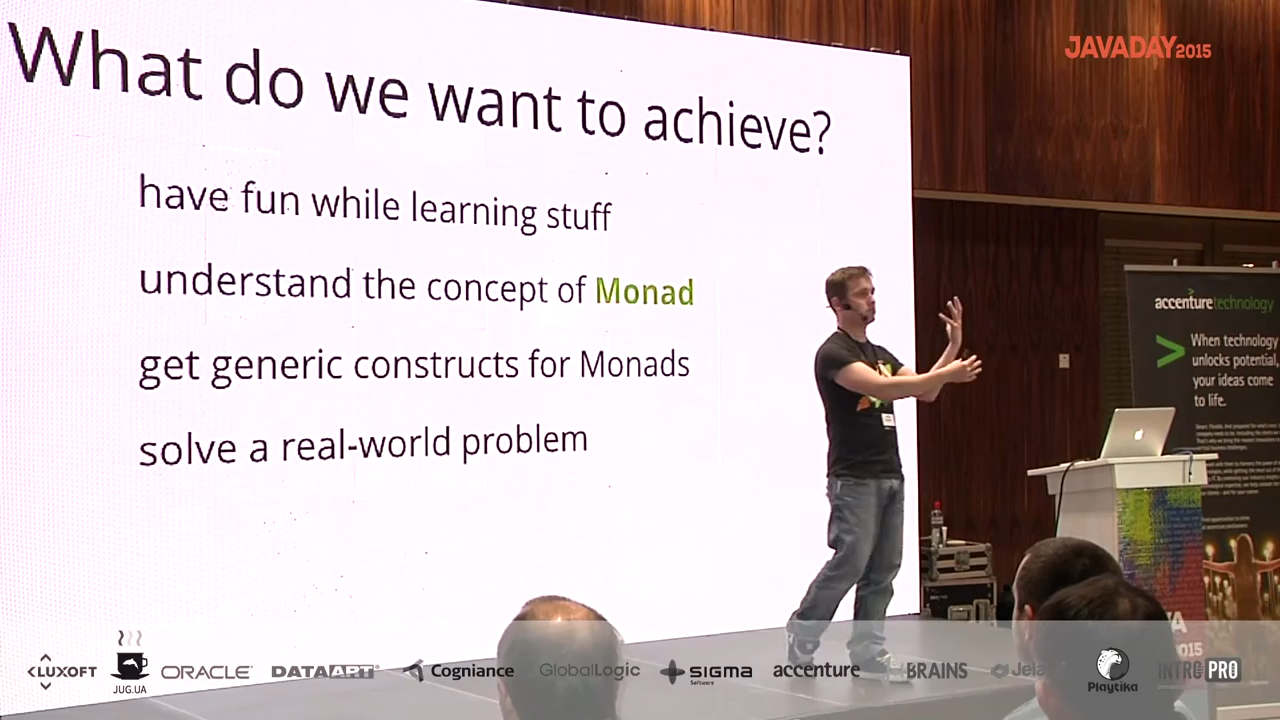 What do we want to achieve?
have fun while learning stuff
understand the concept of Monad
get generic constructs for Monads
solve a real-world problem
JAVADAY2015
accenturetechnology
When technology
unlocks potential,
your ideas come
to life.
LUXOFT
JUG.UA
ORACLE
DATAART
Cogniance
GlobalLogic
SIGMA
Software
accenture
BRAINS
Playtika
INTRO PRO